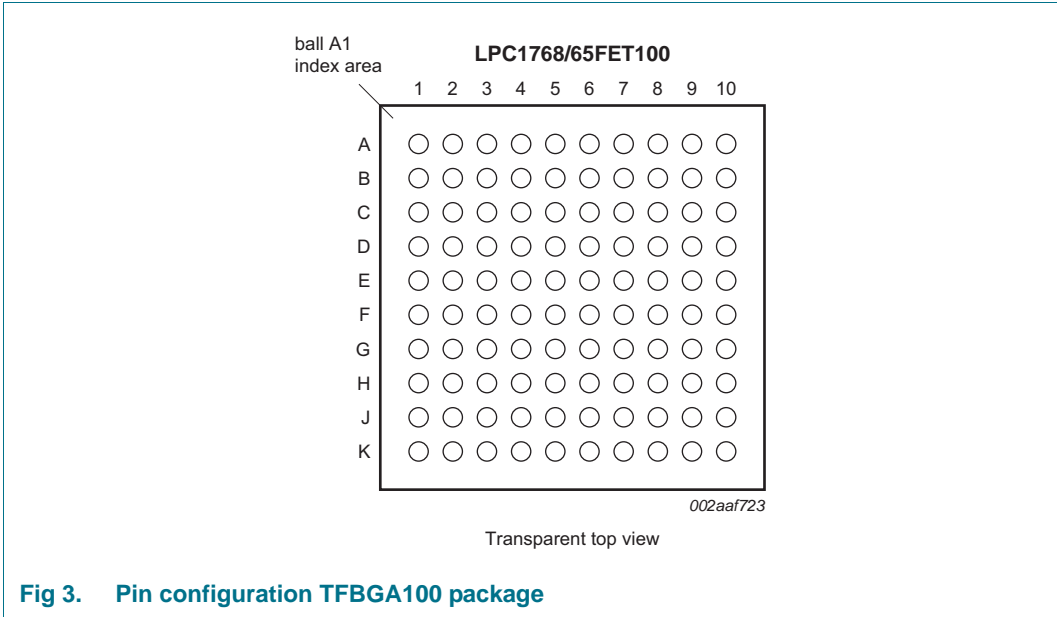 ball A1
index area
LPC1768/65FET100
1 2 3 4 5 6 7 8 9 10
A
B
C
D
E
F
G
H
J
K
002aaf723
Transparent top view
Fig 3. Pin configuration TFBGA100 package